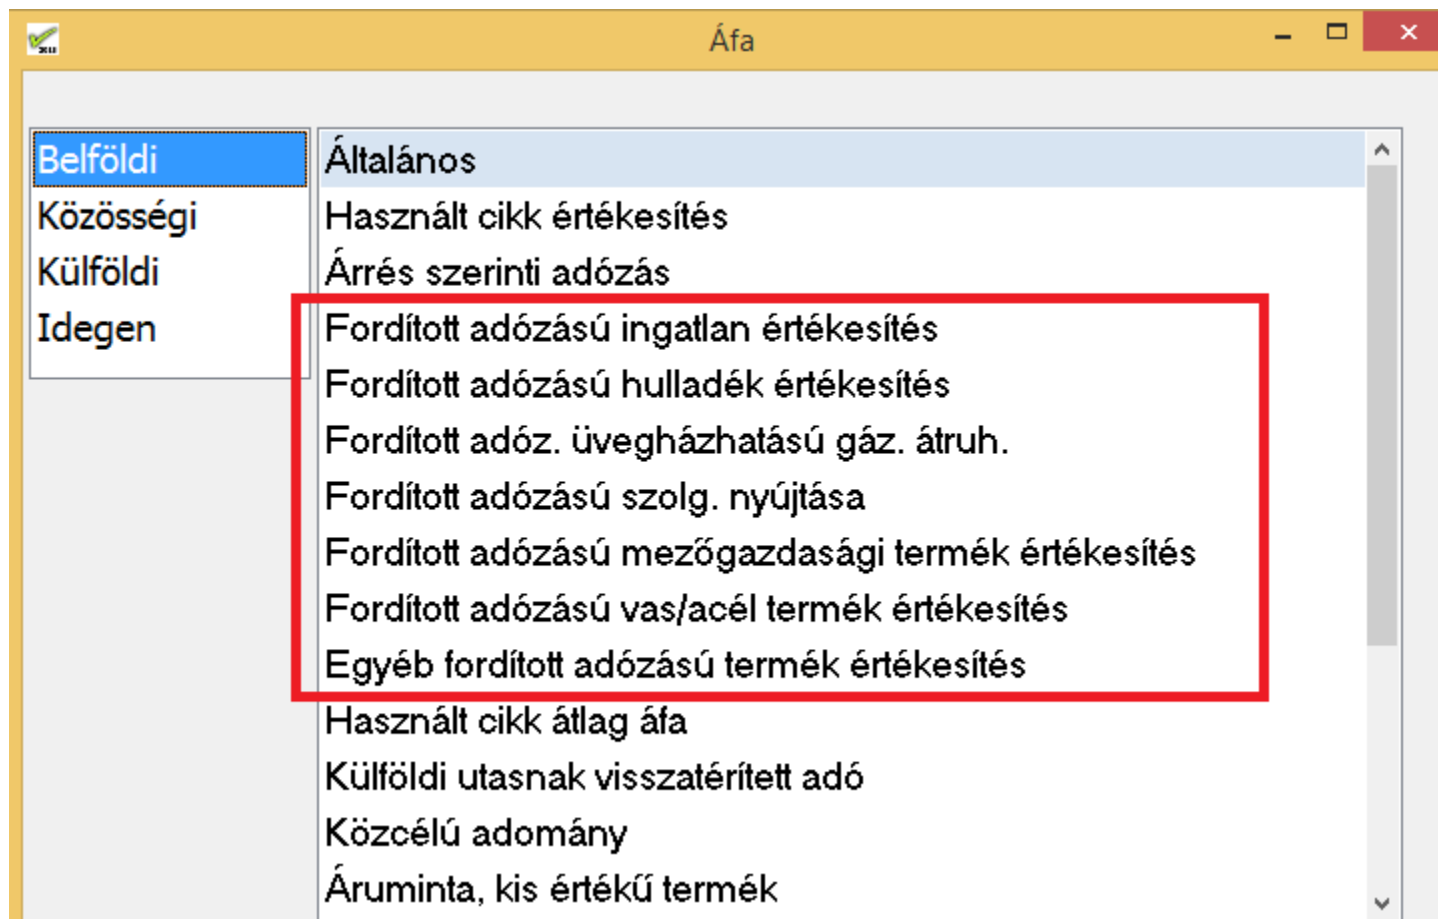 Áfa
Belföldi
Közösségi
Külföldi
Idegen
Általános
Használt cikk értékesítés
Árrés szerinti adózás
Fordított adózású ingatlan értékesítés
Fordított adózású hulladék értékesítés
Fordított adóz. üvegházhatású gáz. átruh.
Fordított adózású szolg. nyújtása
Fordított adózású mezőgazdasági termék értékesítés
Fordított adózású vas/acél termék értékesítés
Egyéb fordított adózású termék értékesítés
Használt cikk átlag áfa
Külföldi utasnak visszatérített adó
Közcélú adomány
Áruminta, kis értékű termék